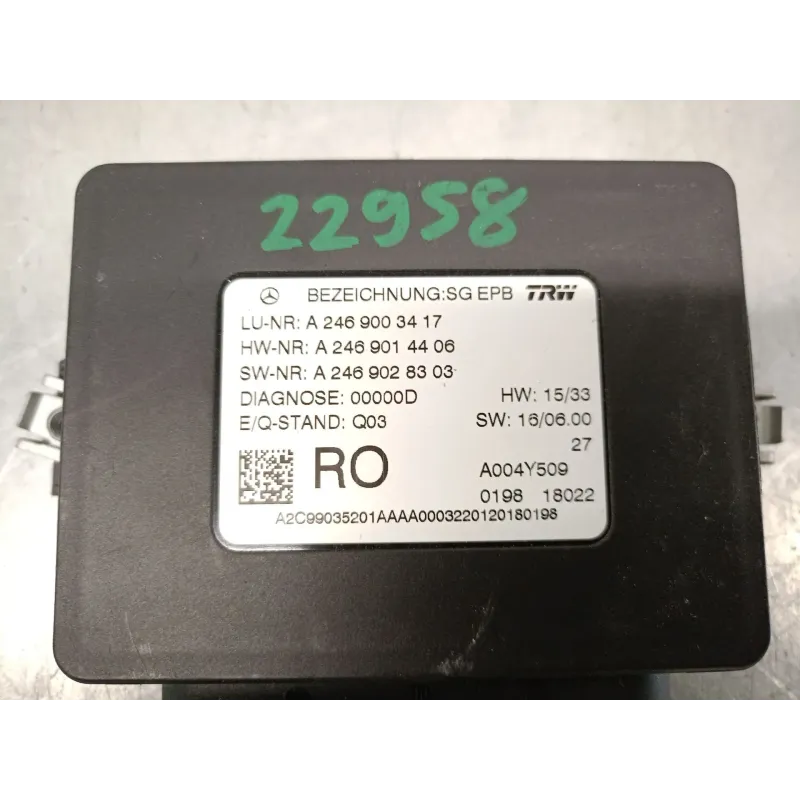 22958
BEZEICHNUNG:SG EPB TRW
LU-NR: A 246 900 34 17
HW-NR: A 246 901 44 06
SW-NR: A 246 902 83 03
DIAGNOSE: 00000D HW: 15/33
E/Q-STAND: Q03 SW: 16/06.00
27
RO A004Y509
0198 18022
A2C99035201AAAA0003220120180198